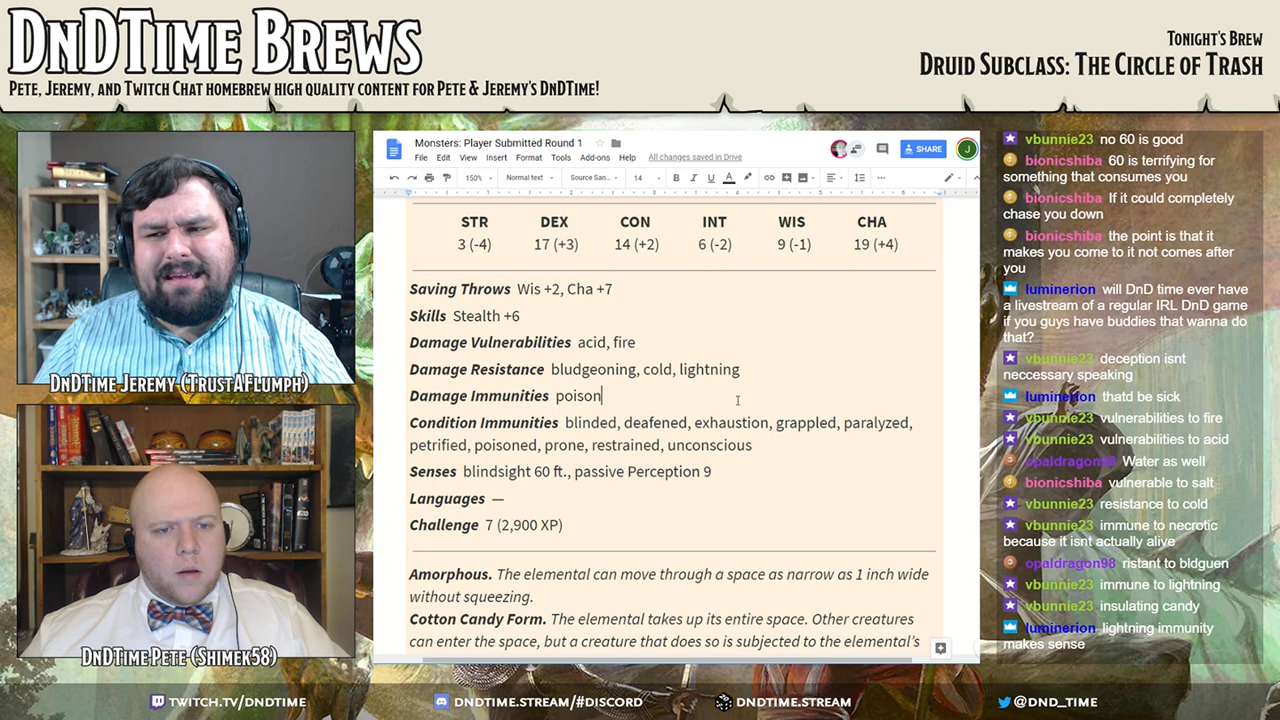 DnDTime Brews
Pete, Jeremy, and Twitch Chat homebrew high quality content for Pete & Jeremy's DnDTime!
Tonight's Brew
Druid Subclass: The Circle of Trash
DnDTime Jeremy (TrustAFlumph)
DnDTime Pete (Shimek58)
Monsters: Player Submitted Round 1
File Edit View Insert Format Tools Add-ons Help All changes saved in Drive
SHARE
J
150% Normal text Source San... 14 B I U A
STR DEX CON INT WIS CHA
3 (-4) 17 (+3) 14 (+2) 6 (-2) 9 (-1) 19 (+4)
Saving Throws Wis +2, Cha +7
Skills Stealth +6
Damage Vulnerabilities acid, fire
Damage Resistance bludgeoning, cold, lightning
Damage Immunities poison
Condition Immunities blinded, deafened, exhaustion, grappled, paralyzed,
petrified, poisoned, prone, restrained, unconscious
Senses blindsight 60 ft., passive Perception 9
Languages —
Challenge 7 (2,900 XP)
Amorphous. The elemental can move through a space as narrow as 1 inch wide
without squeezing.
Cotton Candy Form. The elemental takes up its entire space. Other creatures
can enter the space, but a creature that does so is subjected to the elemental's
vbunnie23 no 60 is good
bionicshiba 60 is terrifying for
something that consumes you
bionicshiba If it could completely
chase you down
bionicshiba the point is that it
makes you come to it not comes after
you
luminerion will DnD time ever have
a livestream of a regular IRL DnD game
if you guys have buddies that wanna do
that?
vbunnie23 deception isnt
neccessary speaking
luminerion thatd be sick
vbunnie23 vulnerabilities to fire
vbunnie23 vulnerabilities to acid
opaldragon98 Water as well
bionicshiba vulnerable to salt
vbunnie23 resistance to cold
vbunnie23 immune to necrotic
because it isnt actually alive
opaldragon98 ristant to bldguen
vbunnie23 immune to lightning
vbunnie23 insulating candy
luminerion lightning immunity
makes sense
twitch.tv/dndtime
dndtime.stream/#discord
dndtime.stream
@dnd_time